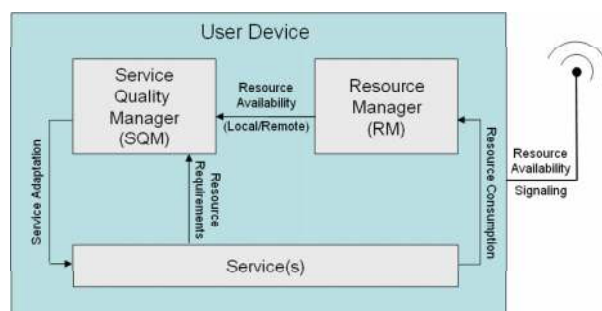 User Device
Service
Quality
Manager
(SQM)
Resource
Availability
(Local/Remote)
Resource
Manager
(RM)
Resource
Availability
Signaling
Service Adaptation
Resource
Requirements
Resource Consumption
Service(s)